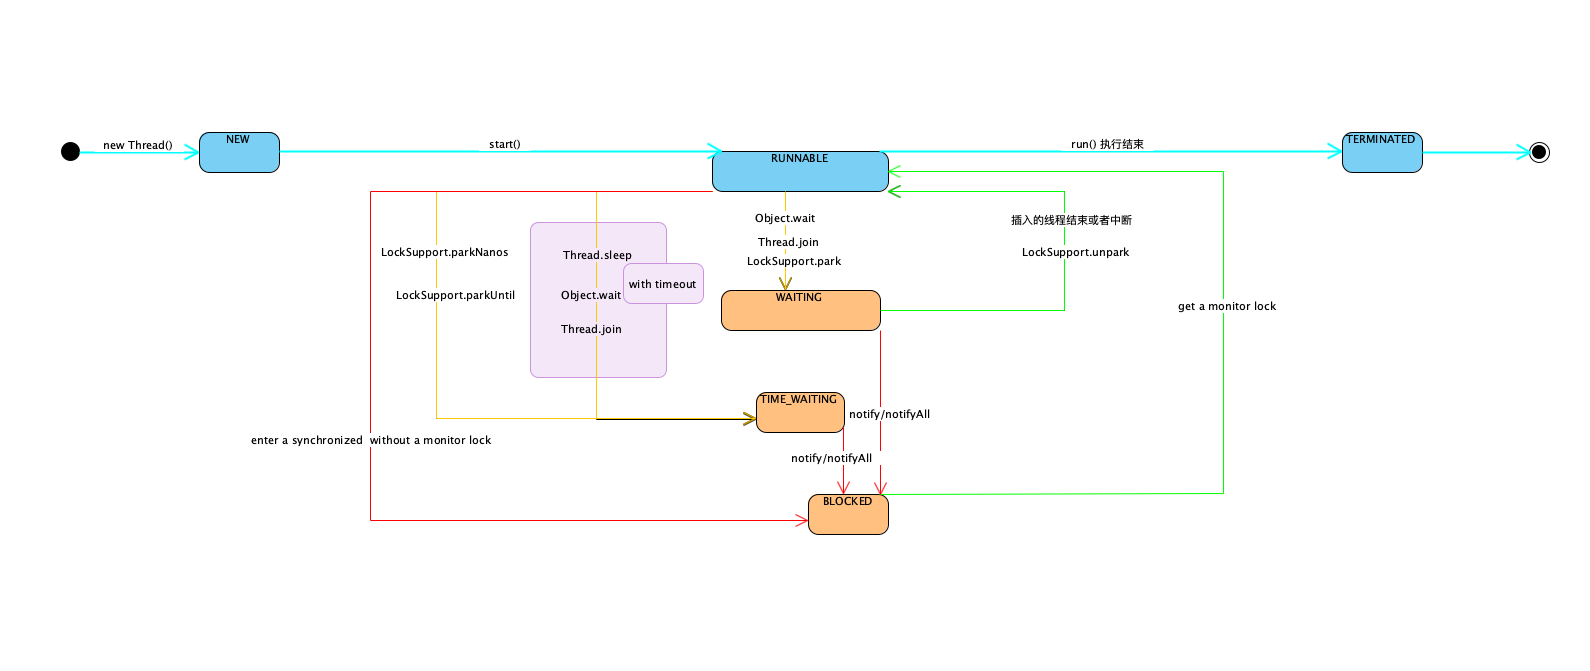 new Thread()
NEW
start()
RUNNABLE
run() 执行结束
TERMINATED
Object.wait
Thread.join
LockSupport.park
插入的线程结束或者中断
LockSupport.unpark
LockSupport.parkNanos
LockSupport.parkUntil
Thread.sleep
with timeout
Object.wait
Thread.join
WAITING
get a monitor lock
TIME_WAITING
notify/notifyAll
enter a synchronized  without a monitor lock
notify/notifyAll
BLOCKED